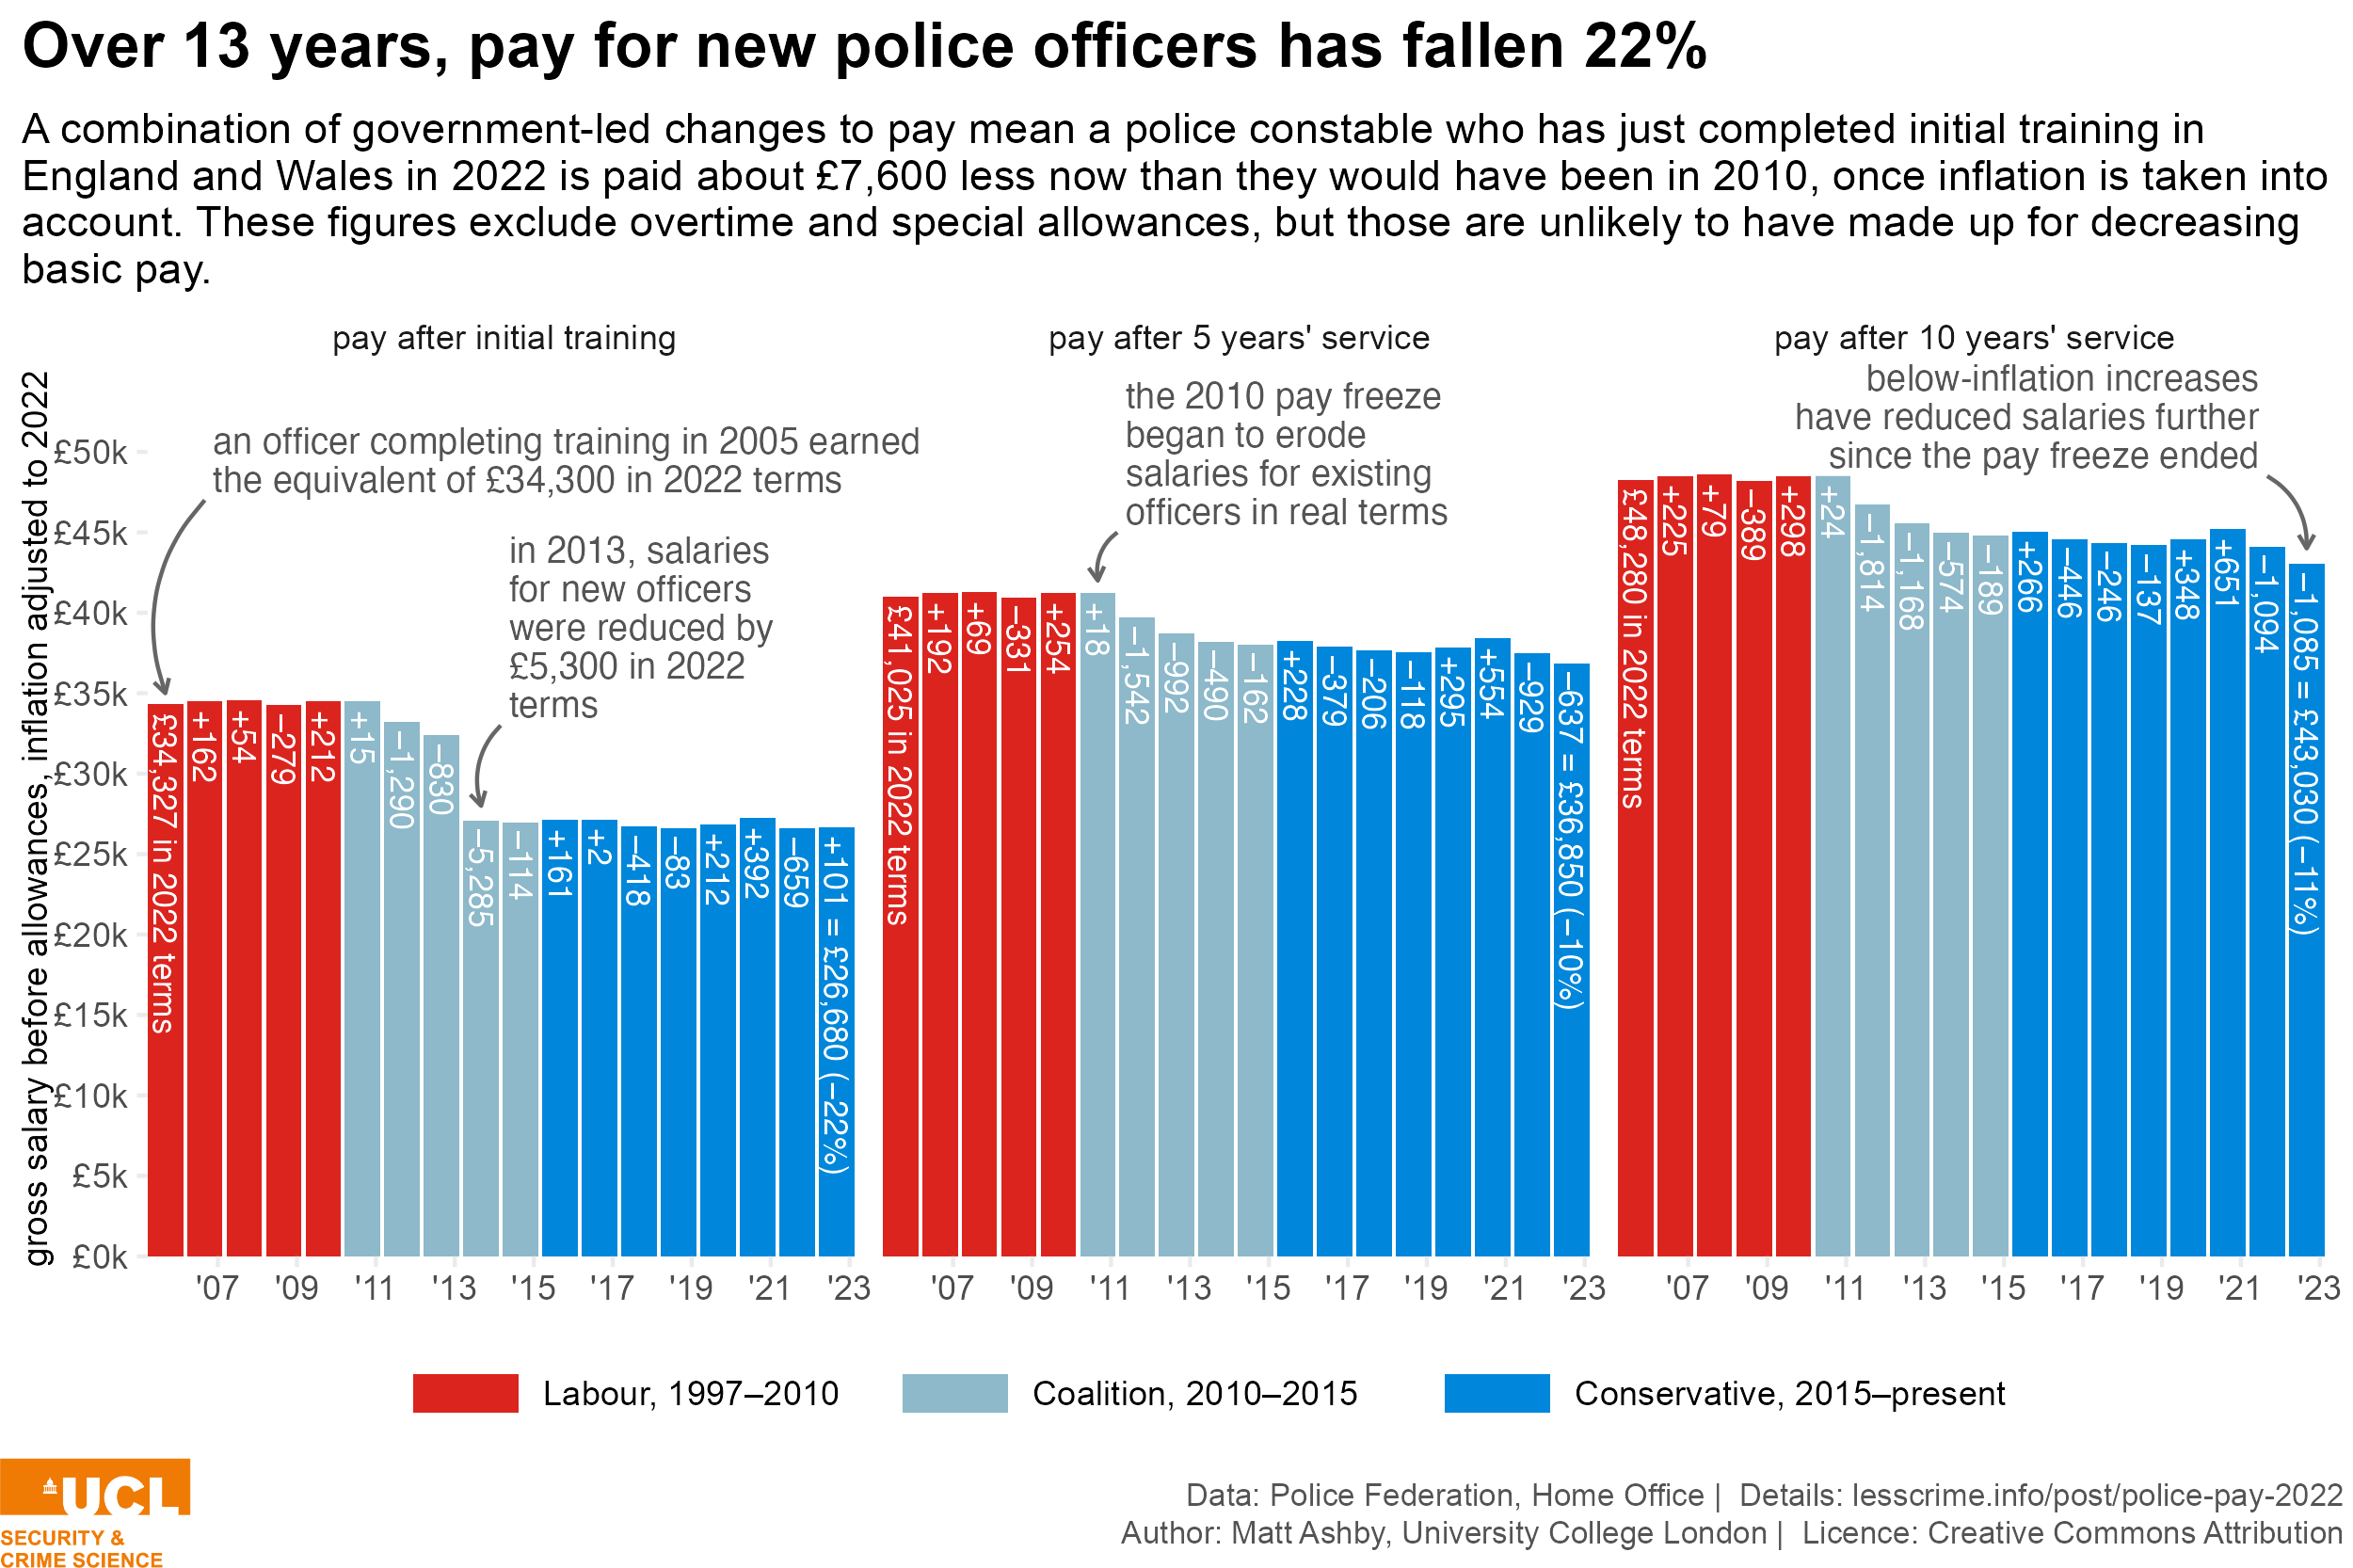 Over 13 years, pay for new police officers has fallen 22%
A combination of government-led changes to pay mean a police constable who has just completed initial training in
England and Wales in 2022 is paid about £7,600 less now than they would have been in 2010, once inflation is taken into
account. These figures exclude overtime and special allowances, but those are unlikely to have made up for decreasing
basic pay.
gross salary before allowances, inflation adjusted to 2022
£50k
£45k
£40k
£35k
£30k
£25k
£20k
£15k
£10k
£5k
£0k
pay after initial training
an officer completing training in 2005 earned
the equivalent of £34,300 in 2022 terms
in 2013, salaries
for new officers
were reduced by
£5,300 in 2022
terms
£34,327 in 2022 terms
+162
+54
−279
+212
+15
−1,290
−830
−5,285
−114
+161
+2
−418
−83
+212
+392
−659
+101 = £26,680 (−22%)
'07
'09
'11
'13
'15
'17
'19
'21
'23
pay after 5 years' service
the 2010 pay freeze
began to erode
salaries for existing
officers in real terms
£41,025 in 2022 terms
+192
+69
−331
+254
+18
−1,542
−992
−490
−162
+228
−379
−206
−118
+295
+554
−929
−637 = £36,850 (−10%)
'07
'09
'11
'13
'15
'17
'19
'21
'23
pay after 10 years' service
below-inflation increases
have reduced salaries further
since the pay freeze ended
£48,280 in 2022 terms
+225
+79
−389
+298
+24
−1,814
−1,168
−574
−189
+266
−446
−246
−137
+348
+651
−1,094
−1,085 = £43,030 (−11%)
'07
'09
'11
'13
'15
'17
'19
'21
'23
Labour, 1997–2010
Coalition, 2010–2015
Conservative, 2015–present
UCL
SECURITY &
CRIME SCIENCE
Data: Police Federation, Home Office | Details: lesscrime.info/post/police-pay-2022
Author: Matt Ashby, University College London | Licence: Creative Commons Attribution